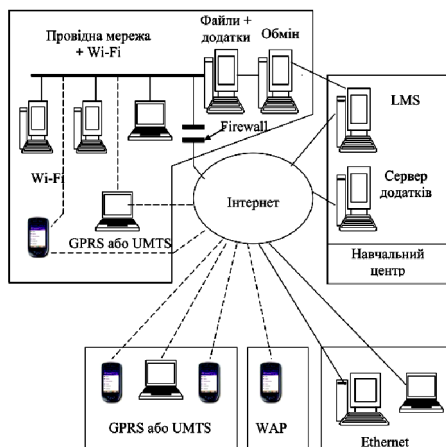 Провідна мережа
+ Wi-Fi
Файли +
додатки
Обмін
Firewall
LMS
Wi-Fi
Сервер
додатків
Інтернет
GPRS або UMTS
Навчальний
центр
GPRS або UMTS
WAP
Ethernet